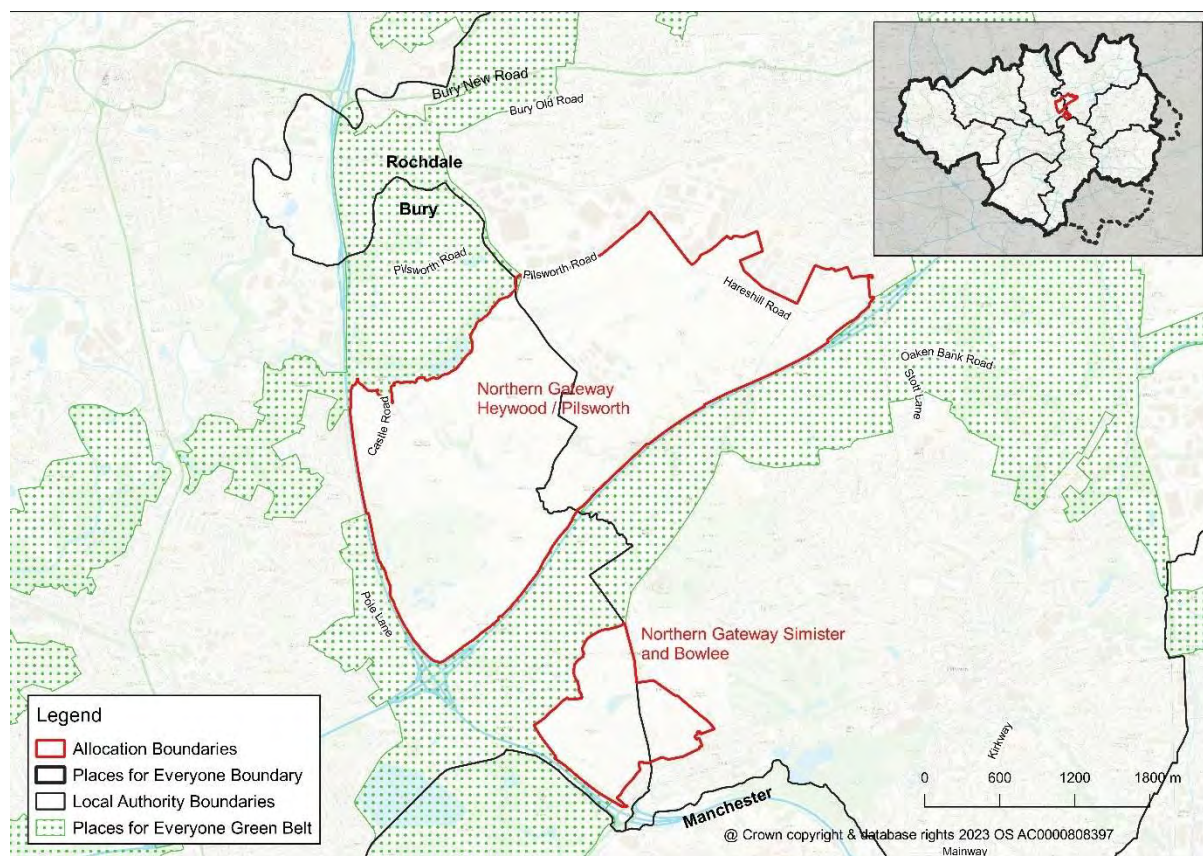 Bury New Road
Bury Old Road
Rochdale
Bury
Pilsworth Road
Pilsworth Road
Hareshill Road
Oaken Bank Road
Stott Lane
Northern Gateway
Heywood / Pilsworth
Castle Road
Pole Lane
Northern Gateway Simister
and Bowlee
Kirkway
Manchester
Mainway
Legend
Allocation Boundaries
Places for Everyone Boundary
Local Authority Boundaries
Places for Everyone Green Belt
0 600 1200 1800 m
@ Crown copyright & database rights 2023 OS AC0000808397